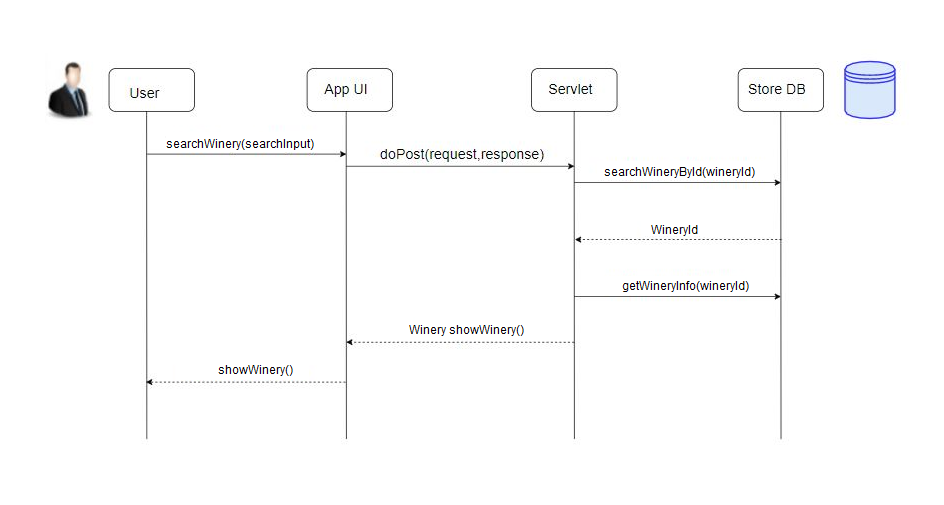 User
App UI
Servlet
Store DB
searchWinery(searchInput)
doPost(request,response)
searchWineryById(wineryId)
WineryId
getWineryInfo(wineryId)
Winery showWinery()
showWinery()